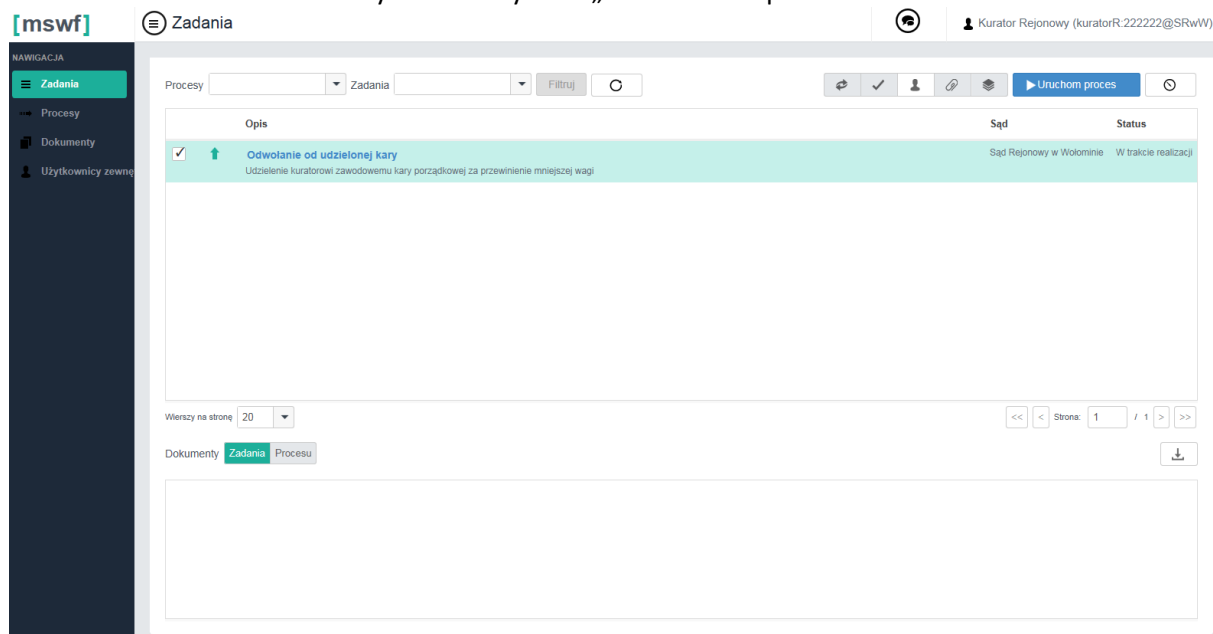 [mswf]
Zadania
Kurator Rejonowy (kuratorR:222222@SRwW)
NAWIGACJA
Zadania
Procesy
Dokumenty
Użytkownicy zewnę
Procesy
Zadania
Filtruj
Uruchom proces
Opis
Sąd
Status
Odwołanie od udzielonej kary
Sąd Rejonowy w Wołominie
W trakcie realizacji
Udzielenie kuratorowi zawodowemu kary porządkowej za przewinienie mniejszej wagi
Wierszy na stronę 20
<< < Strona: 1 / 1 > >>
Dokumenty Zadania Procesu